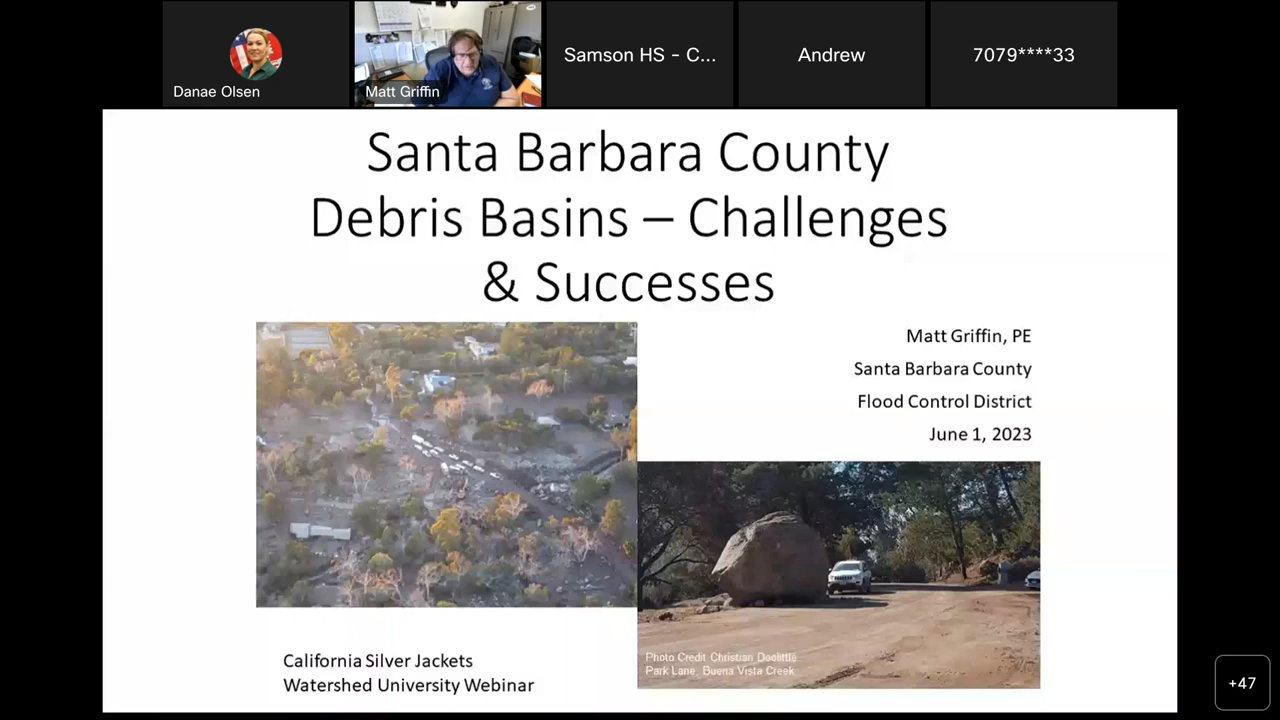 Danae Olsen
Matt Griffin
Samson HS - C...
Andrew
7079****33
Santa Barbara County
Debris Basins – Challenges
& Successes
Matt Griffin, PE
Santa Barbara County
Flood Control District
June 1, 2023
Photo Credit Christian Doolittle
Park Lane, Buena Vista Creek
California Silver Jackets
Watershed University Webinar
+47